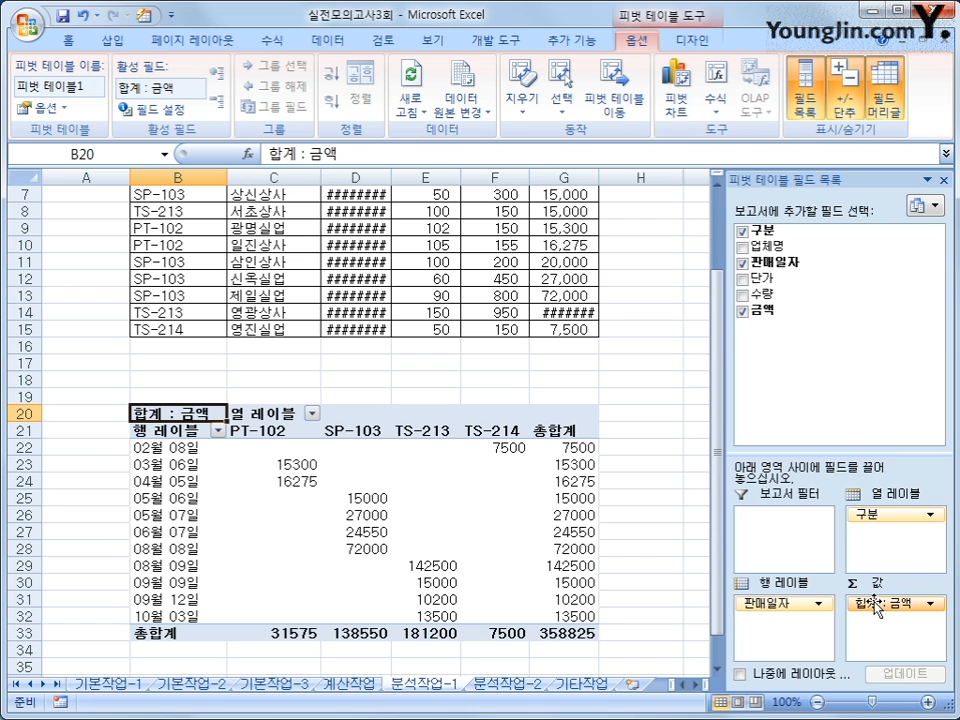 실전모의고사3회 - Microsoft Excel
피벗 테이블 도구
YoungJin.com Y.
홈 삽입 페이지 레이아웃 수식 데이터 검토 보기 개발 도구 추가 기능 옵션 디자인
피벗 테이블 이름:
피벗 테이블1
옵션
피벗 테이블
활성 필드:
합계 : 금액
필드 설정
활성 필드
그룹 선택
그룹 해제
그룹 필드
그룹
정렬
정렬
새로 고침
데이터 원본 변경
데이터
지우기
선택
피벗 테이블 이동
동작
피벗 차트
수식
OLAP 도구
도구
필드 목록
+/- 단추
필드 머리글
표시/숨기기
B20 fx 합계 : 금액
A B C D E F G H
7 SP-103 상신상사 ######## 50 300 15,000
8 TS-213 서초상사 ######## 100 150 15,000
9 PT-102 광명실업 ######## 102 150 15,300
10 PT-102 일진상사 ######## 105 155 16,275
11 SP-103 삼인상사 ######## 100 200 20,000
12 SP-103 신옥실업 ######## 60 450 27,000
13 SP-103 제일실업 ######## 90 800 72,000
14 TS-213 영광상사 ######## 150 950 #######
15 TS-214 영진실업 ######## 50 150 7,500
16
17
18
19
20 합계 : 금액 열 레이블
21 행 레이블 PT-102 SP-103 TS-213 TS-214 총합계
22 02월 08일 7500 7500
23 03월 06일 15300 15300
24 04월 05일 16275 16275
25 05월 06일 15000 15000
26 05월 07일 27000 27000
27 06월 07일 24550 24550
28 08월 08일 72000 72000
29 08월 09일 142500 142500
30 09월 09일 15000 15000
31 09월 12일 10200 10200
32 10월 03일 13500 13500
33 총합계 31575 138550 181200 7500 358825
34
35
피벗 테이블 필드 목록
보고서에 추가할 필드 선택:
구분
업체명
판매일자
단가
수량
금액
아래 영역 사이에 필드를 끌어
놓으십시오.
보고서 필터
열 레이블
구분
행 레이블
Σ 값
판매일자
금액
나중에 레이아웃 ...
업데이트
기본작업-1 기본작업-2 기본작업-3 계산작업 분석작업-1 분석작업-2 기타작업
준비
100%